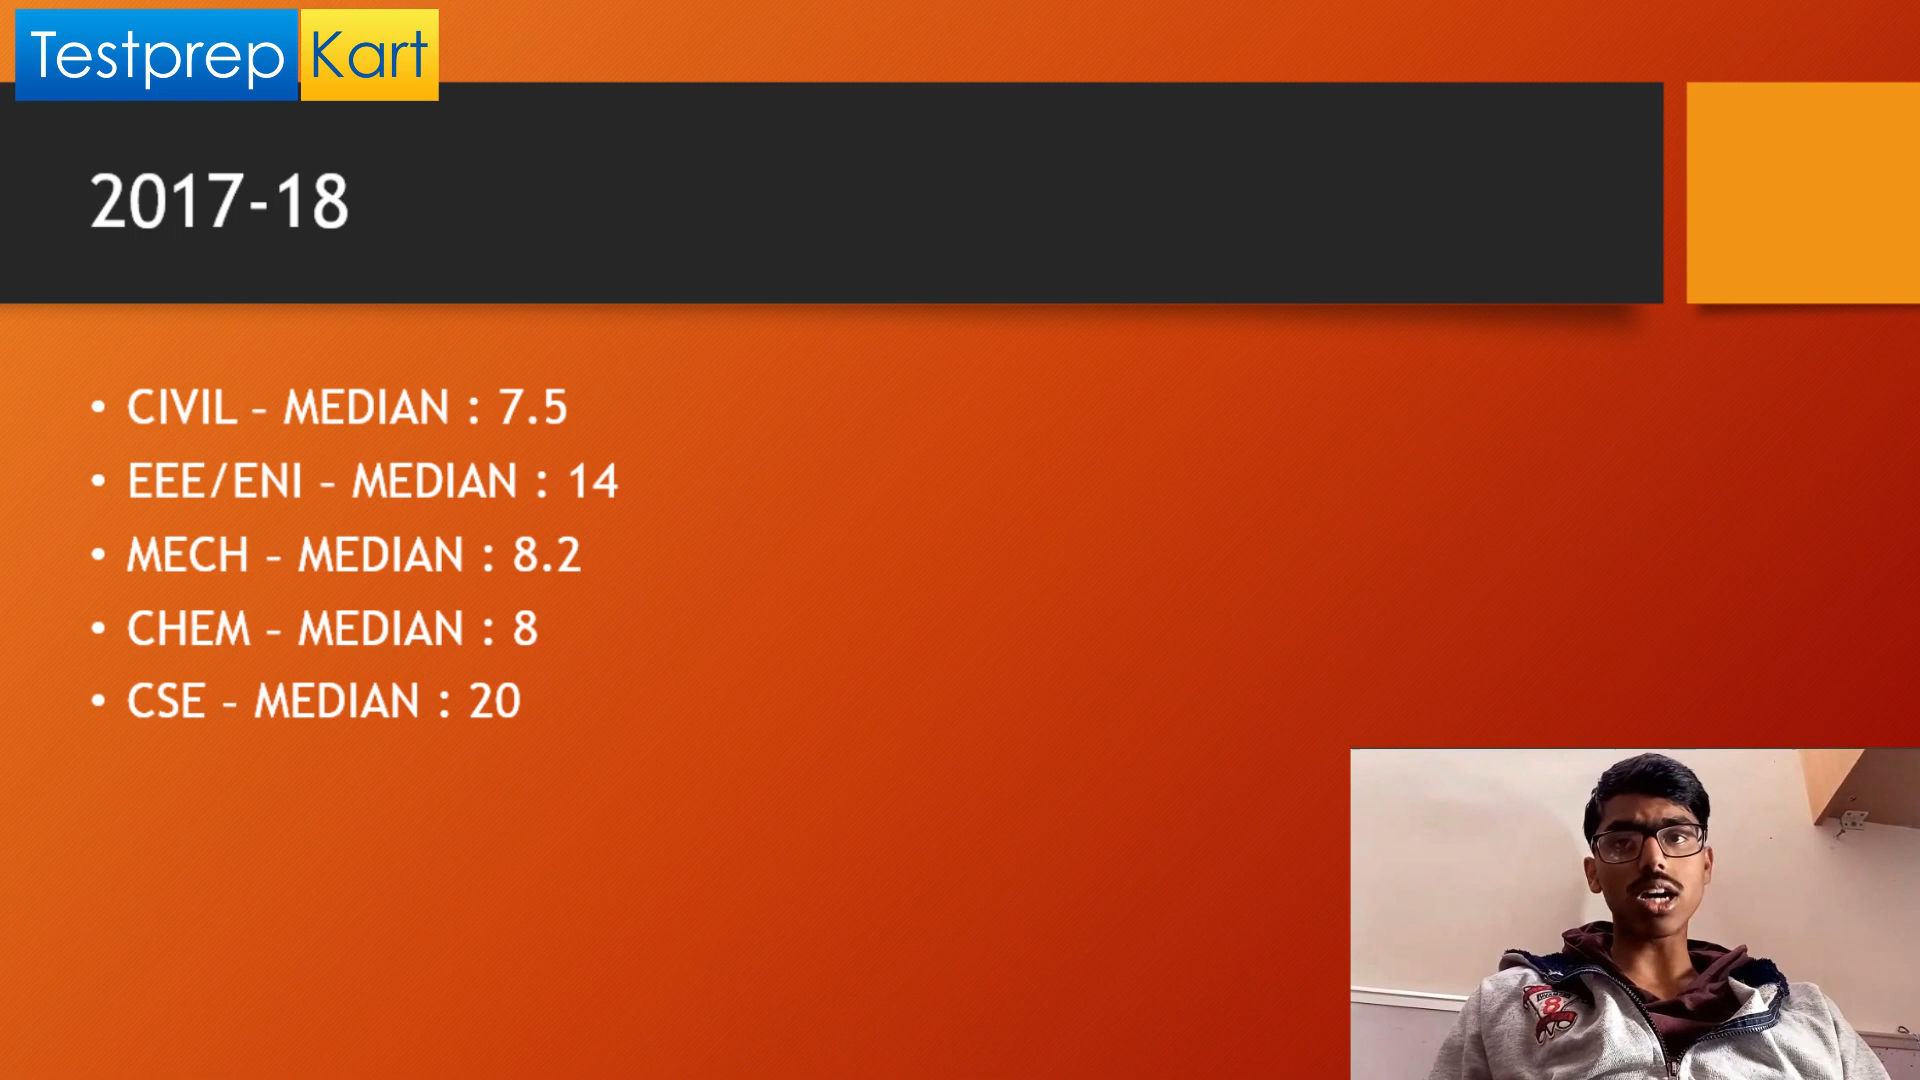 Testprep Kart
2017-18
• CIVIL – MEDIAN : 7.5
• EEE/ENI – MEDIAN : 14
• MECH – MEDIAN : 8.2
• CHEM – MEDIAN : 8
• CSE – MEDIAN : 20
8